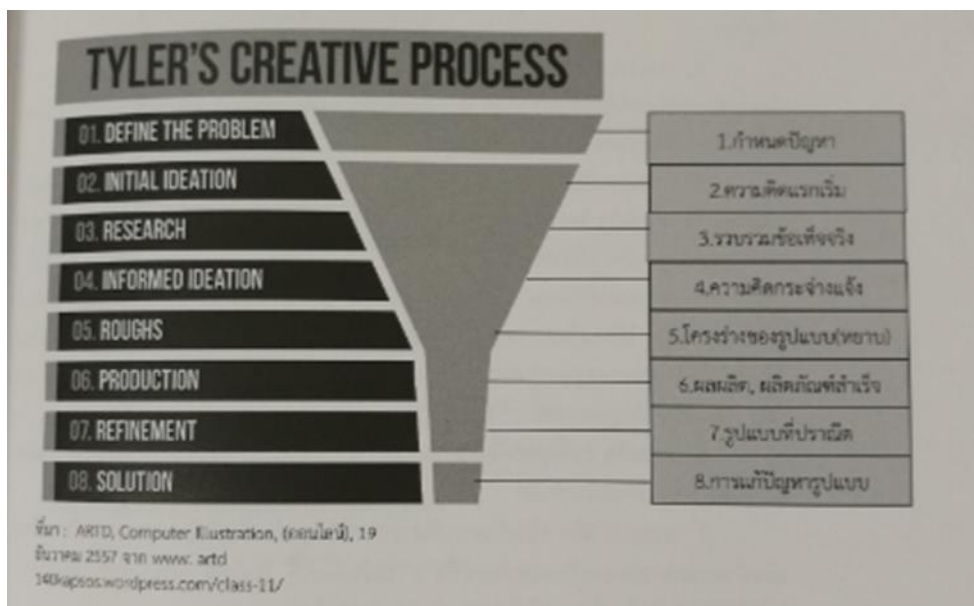 TYLER'S CREATIVE PROCESS
01. DEFINE THE PROBLEM
02. INITIAL IDEATION
03. RESEARCH
04. INFORMED IDEATION
05. ROUGHS
06. PRODUCTION
07. REFINEMENT
08. SOLUTION
1.กำหนดปัญหา
2.ความคิดแรกเริ่ม
3.รวบรวมข้อเท็จจริง
4.ความคิดกระจ่างแจ้ง
5.โครงร่างของรูปแบบ(หยาบ)
6.ผลผลิต, ผลิตภัณฑ์สำเร็จ
7.รูปแบบที่ปราณีต
8.การแก้ปัญหารูปแบบ
ที่มา : ARTD, Computer Illustration, (ออนไลน์), 19
ธันวาคม 2557 จาก www. artd
140kapsos.wordpress.com/class-11/